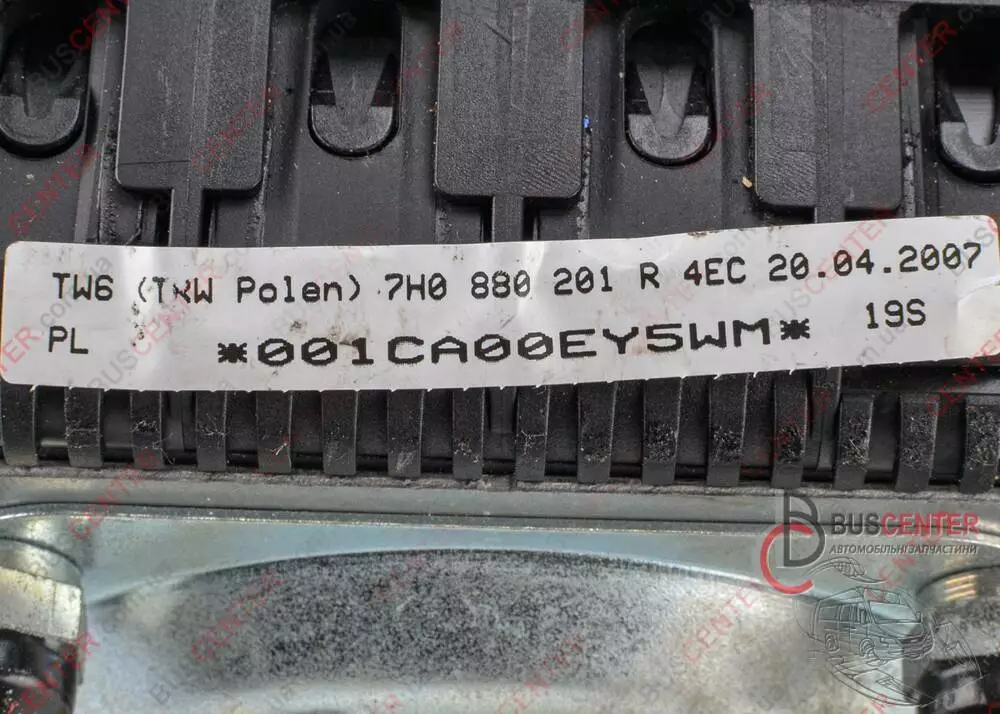 TW6 (TRW Polen) 7H0 880 201 R 4EC 20.04.2007
PL *001CA00EY5WM* 19S
BUSCENTER
АВТОМОБІЛЬНІ ЗАПЧАСТИНИ